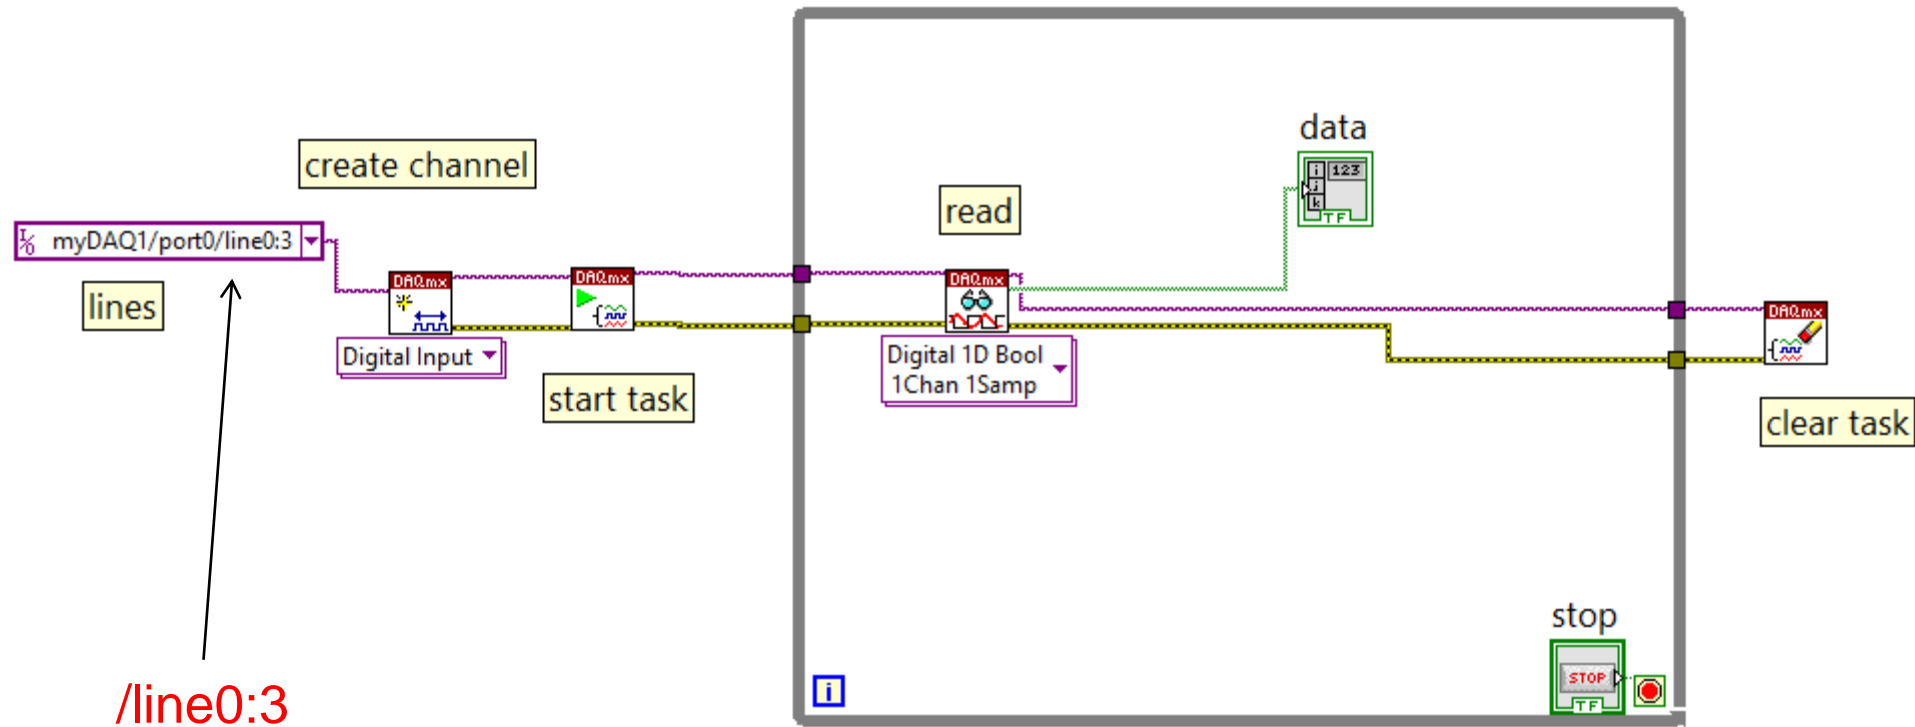 data
create channel
i
123
j
k
TF
read
I/O
myDAQ1/port0/line0:3
DAQmx
DAQmx
DAQmx
lines
DAQmx
Digital Input
Digital 1D Bool
1Chan 1Samp
start task
clear task
stop
STOP
TF
i
/line0:3